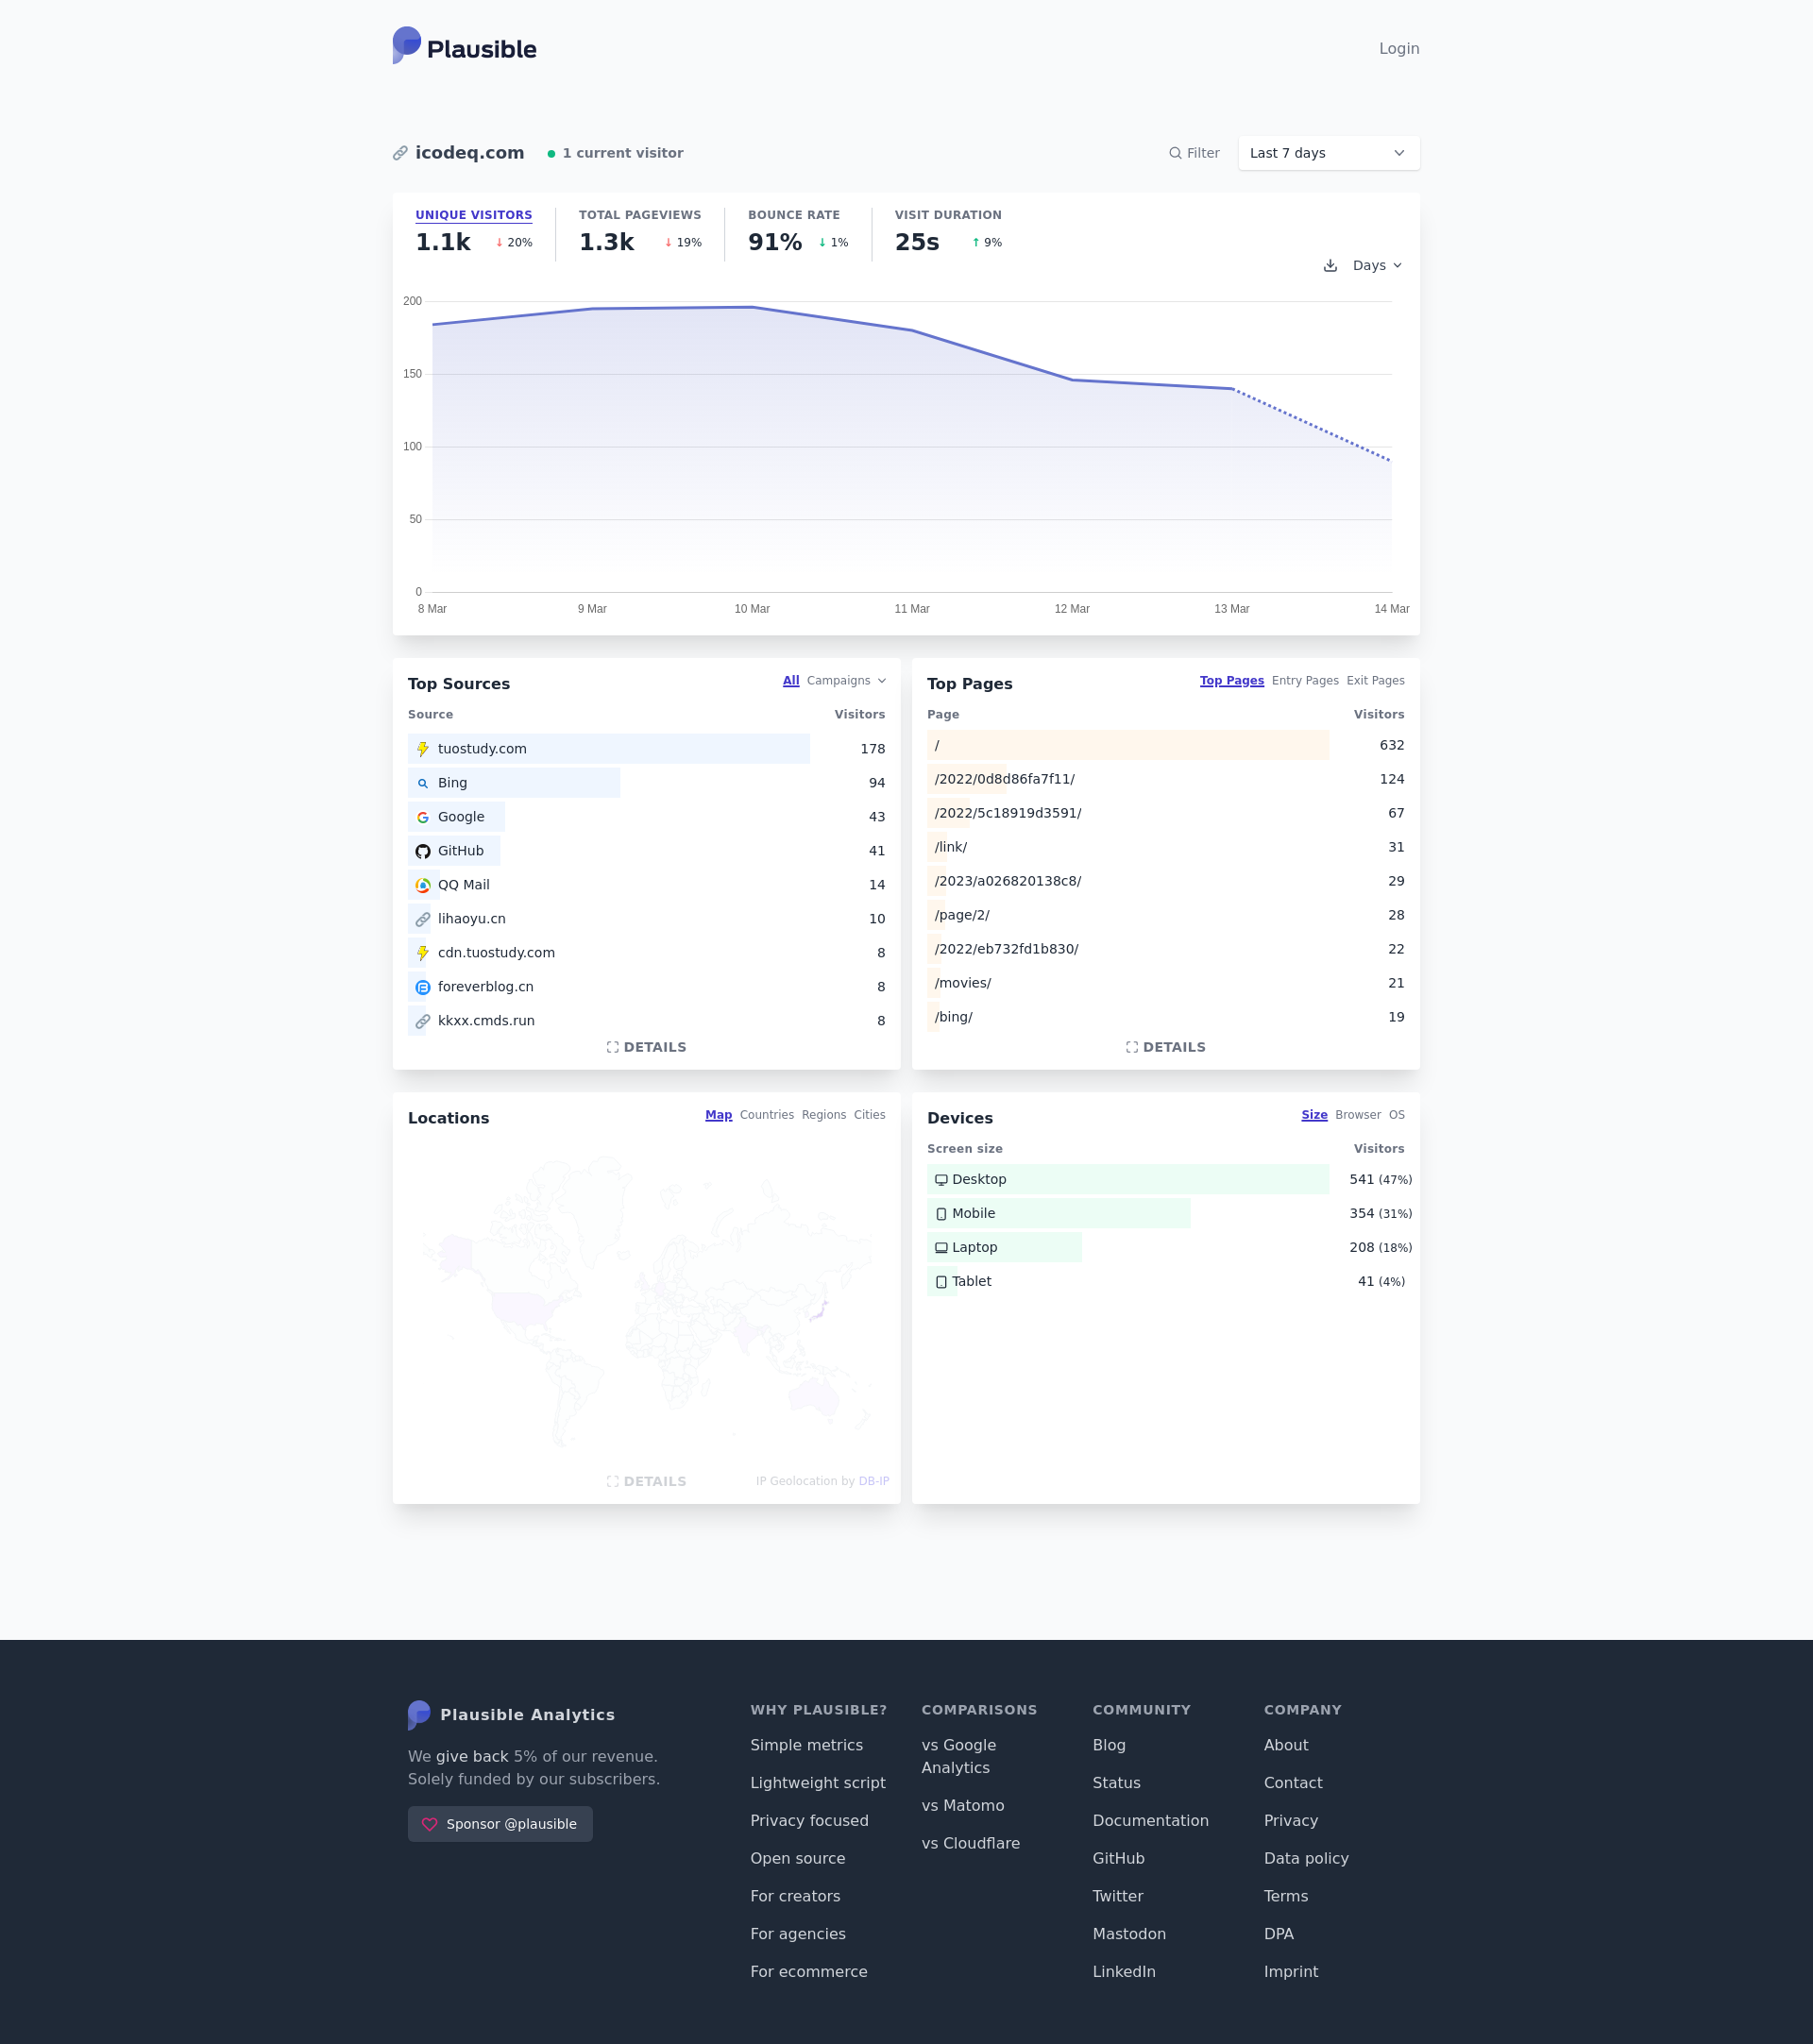 Plausible
Login
icodeq.com
1 current visitor
Filter
Last 7 days
UNIQUE VISITORS
1.1k ↓ 20%
TOTAL PAGEVIEWS
1.3k ↓ 19%
BOUNCE RATE
91% ↓ 1%
VISIT DURATION
25s ↑ 9%
Days
200
150
100
50
0
8 Mar 9 Mar 10 Mar 11 Mar 12 Mar 13 Mar 14 Mar
Top Sources
All Campaigns
Source Visitors
tuostudy.com 178
Bing 94
Google 43
GitHub 41
QQ Mail 14
lihaoyu.cn 10
cdn.tuostudy.com 8
foreverblog.cn 8
kkxx.cmds.run 8
DETAILS
Top Pages
Top Pages Entry Pages Exit Pages
Page Visitors
/ 632
/2022/0d8d86fa7f11/ 124
/2022/5c18919d3591/ 67
/link/ 31
/2023/a026820138c8/ 29
/page/2/ 28
/2022/eb732fd1b830/ 22
/movies/ 21
/bing/ 19
DETAILS
Locations
Map Countries Regions Cities
DETAILS
IP Geolocation by DB-IP
Devices
Size Browser OS
Screen size Visitors
Desktop 541 (47%)
Mobile 354 (31%)
Laptop 208 (18%)
Tablet 41 (4%)
Plausible Analytics
We give back 5% of our revenue.
Solely funded by our subscribers.
Sponsor @plausible
WHY PLAUSIBLE?
Simple metrics
Lightweight script
Privacy focused
Open source
For creators
For agencies
For ecommerce
COMPARISONS
vs Google
Analytics
vs Matomo
vs Cloudflare
COMMUNITY
Blog
Status
Documentation
GitHub
Twitter
Mastodon
LinkedIn
COMPANY
About
Contact
Privacy
Data policy
Terms
DPA
Imprint